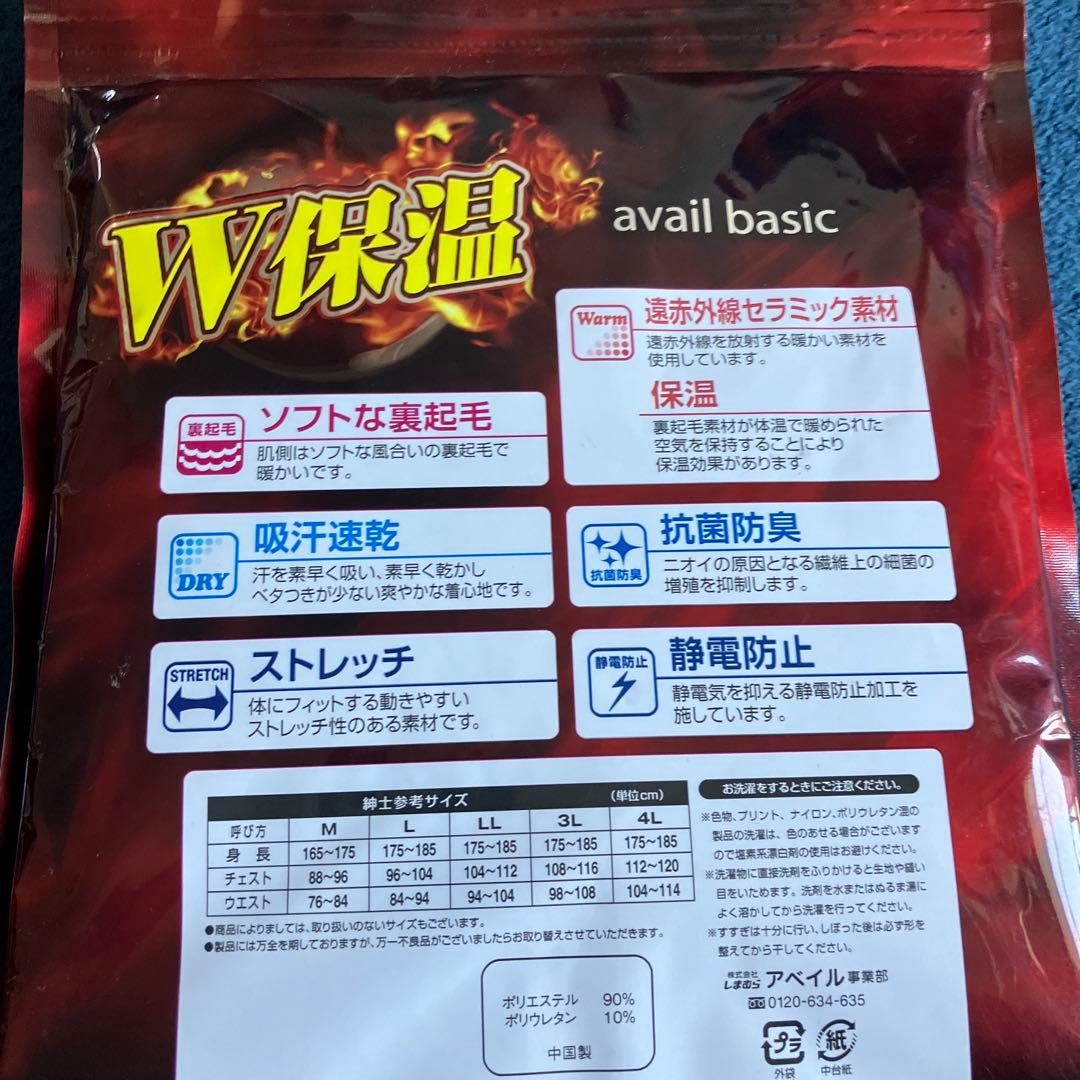 W保温
avail basic
Warm
遠赤外線セラミック素材
遠赤外線を放射する暖かい素材を
使用しています。
保温
裏起毛素材が体温で暖められた
空気を保持することにより
保温効果があります。
裏起毛
ソフトな裏起毛
肌側はソフトな風合いの裏起毛で
暖かいです。
DRY
吸汗速乾
汗を素早く吸い、素早く乾かし
ベタつきが少ない爽やかな着心地です。
抗菌防臭
抗菌防臭
ニオイの原因となる繊維上の細菌の
増殖を抑制します。
STRETCH
ストレッチ
体にフィットする動きやすい
ストレッチ性のある素材です。
静電防止
静電防止
静電気を抑える静電防止加工を
施しています。
紳士参考サイズ (単位cm)
呼び方 M L LL 3L 4L
身長 165~175 175~185 175~185 175~185 175~185
チェスト 88~96 96~104 104~112 108~116 112~120
ウエスト 76~84 84~94 94~104 98~108 104~114
●商品によりましては、取り扱いのないサイズもございます。
●製品には万全を期しておりますが、万一不良品がございましたらお取り替えさせていただきます。
ポリエステル 90%
ポリウレタン 10%
中国製
お洗濯をするときにご注意ください。
※色物、プリント、ナイロン、ポリウレタン混の
製品の洗濯は、色のあせる場合がございます
ので塩素系漂白剤の使用はお避けください。
※洗濯物に直接洗剤をふりかけると生地や縫い
目をいためます。洗剤を水またはぬるま湯に
よく溶かしてから洗濯を行ってください。
※すすぎは十分に行い、しぼった後は必ず形を
整えてから干してください。
株式会社しまむら アベイル事業部
0120-634-635
プラ 紙
外袋 中台紙